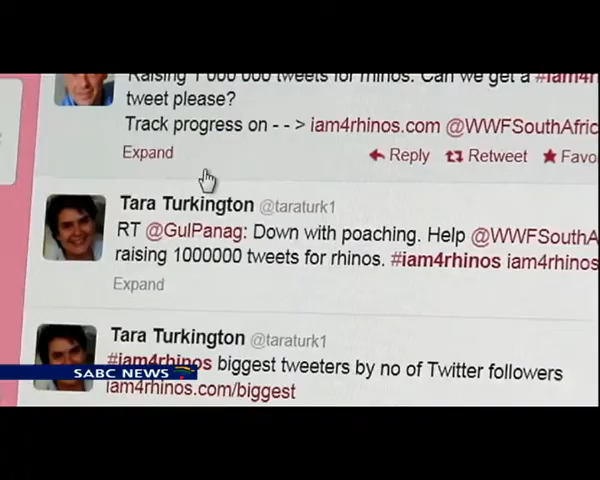 Raising 1 000 000 tweets for rhinos. Can we get a #iam4r
tweet please?
Track progress on - - > iam4rhinos.com @WWFSouthAfric
Expand
Reply Retweet Favo
Tara Turkington @taraturk1
RT @GulPanag: Down with poaching. Help @WWFSouthA
raising 1000000 tweets for rhinos. #iam4rhinos iam4rhinos
Expand
Tara Turkington @taraturk1
#iam4rhinos biggest tweeters by no of Twitter followers
SABC NEWS
iam4rhinos.com/biggest